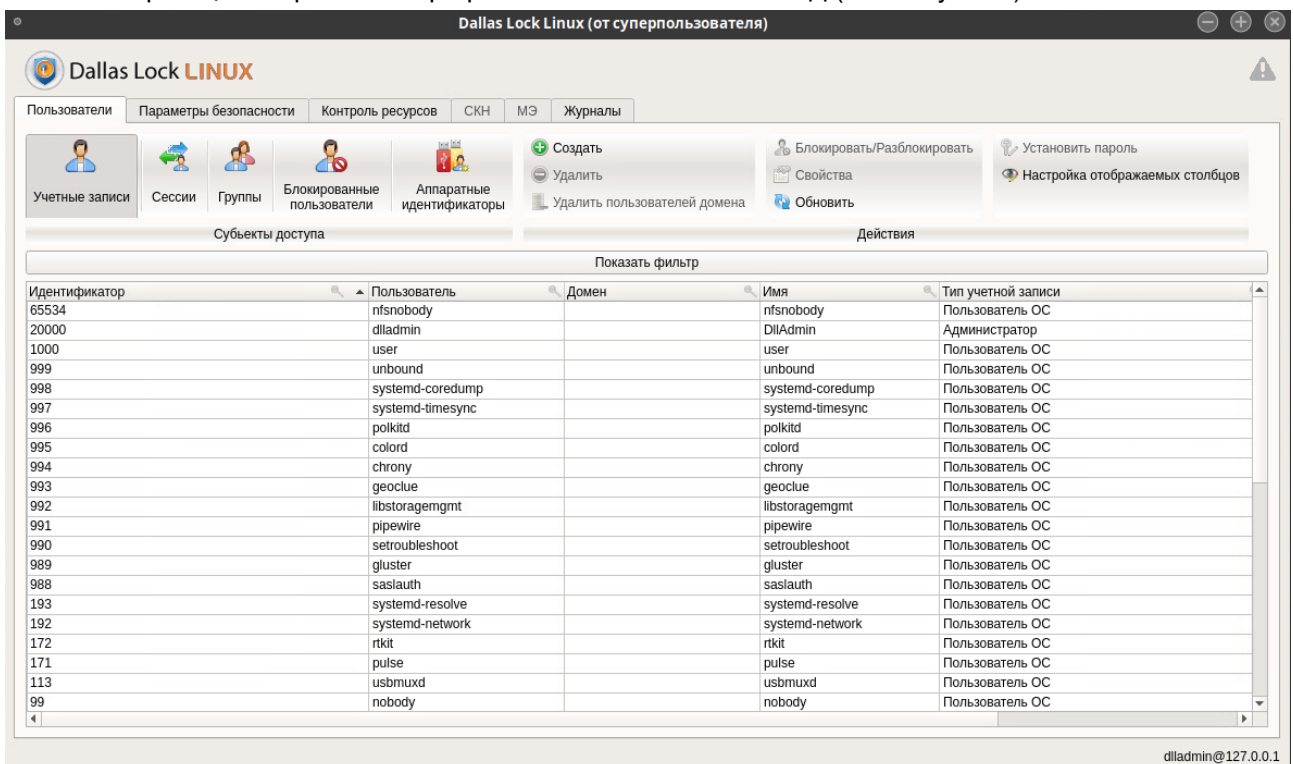 Dallas Lock Linux (от суперпользователя)
Dallas Lock LINUX
Пользователи Параметры безопасности Контроль ресурсов СКН МЭ Журналы
Учетные записи Сессии Группы Блокированные пользователи Аппаратные идентификаторы
Субьекты доступа
Создать Блокировать/Разблокировать Установить пароль
Удалить Свойства Настройка отображаемых столбцов
Удалить пользователей домена Обновить
Действия
Показать фильтр
Идентификатор Пользователь Домен Имя Тип учетной записи
65534 nfsnobody nfsnobody Пользователь ОС
20000 dlladmin DllAdmin Администратор
1000 user user Пользователь ОС
999 unbound unbound Пользователь ОС
998 systemd-coredump systemd-coredump Пользователь ОС
997 systemd-timesync systemd-timesync Пользователь ОС
996 polkitd polkitd Пользователь ОС
995 colord colord Пользователь ОС
994 chrony chrony Пользователь ОС
993 geoclue geoclue Пользователь ОС
992 libstoragemgmt libstoragemgmt Пользователь ОС
991 pipewire pipewire Пользователь ОС
990 setroubleshoot setroubleshoot Пользователь ОС
989 gluster gluster Пользователь ОС
988 saslauth saslauth Пользователь ОС
193 systemd-resolve systemd-resolve Пользователь ОС
192 systemd-network systemd-network Пользователь ОС
172 rtkit rtkit Пользователь ОС
171 pulse pulse Пользователь ОС
113 usbmuxd usbmuxd Пользователь ОС
99 nobody nobody Пользователь ОС
dlladmin@127.0.0.1